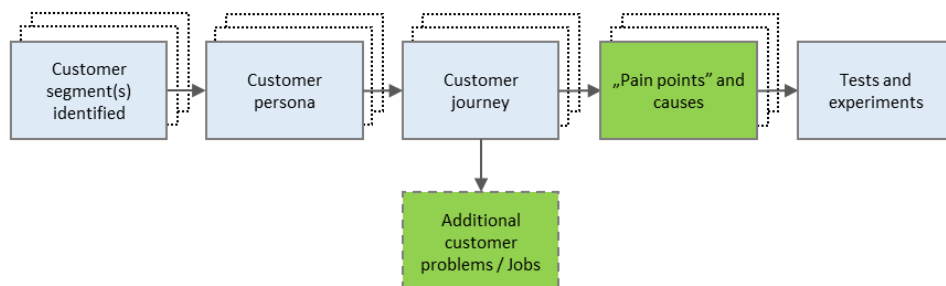 Customer
segment(s)
identified
Customer
persona
Customer
journey
„Pain points” and
causes
Tests and
experiments
Additional
customer
problems / Jobs